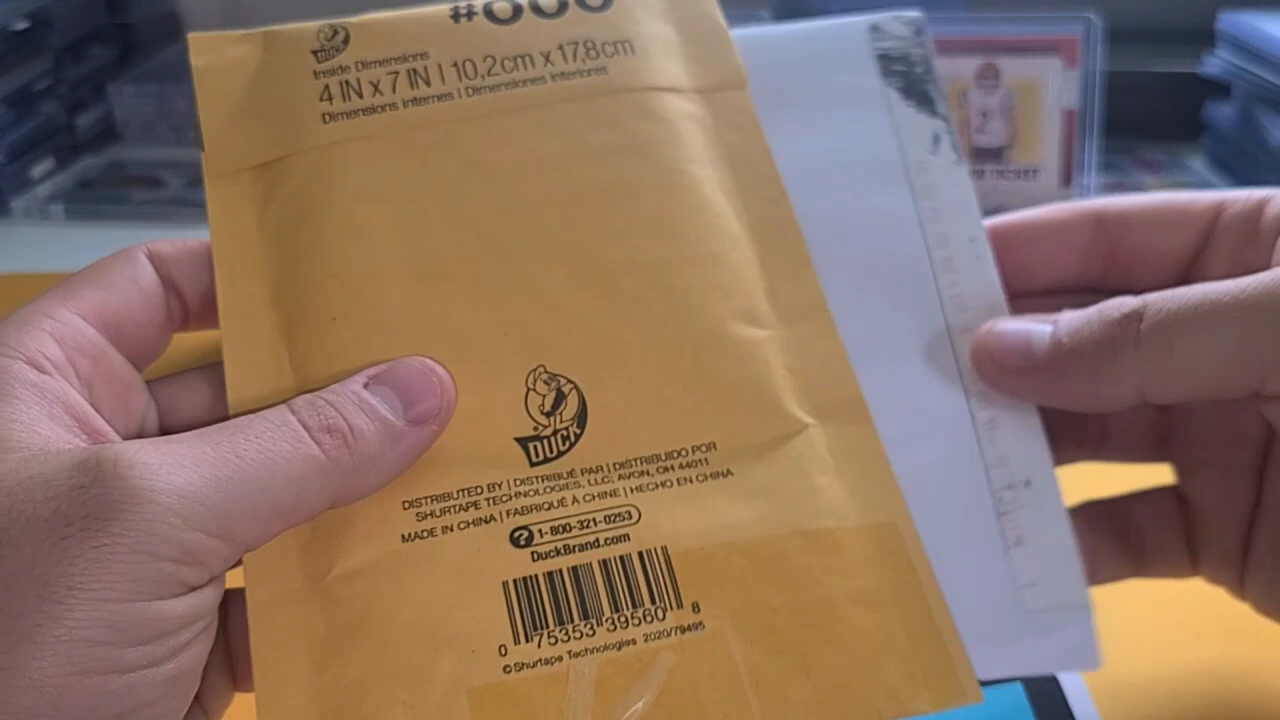 #000
DUCK
Inside Dimensions
4 IN x 7 IN | 10,2cm x 17,8cm
Dimensions Internes | Dimensiones Interiores
DUCK
DISTRIBUTED BY | DISTRIBUÉ PAR | DISTRIBUIDO POR
SHURTAPE TECHNOLOGIES, LLC; AVON, OH 44011
MADE IN CHINA | FABRIQUÉ À CHINE | HECHO EN CHINA
? 1-800-321-0253
DuckBrand.com
0 75353 39560 8
©Shurtape Technologies 2020/79495